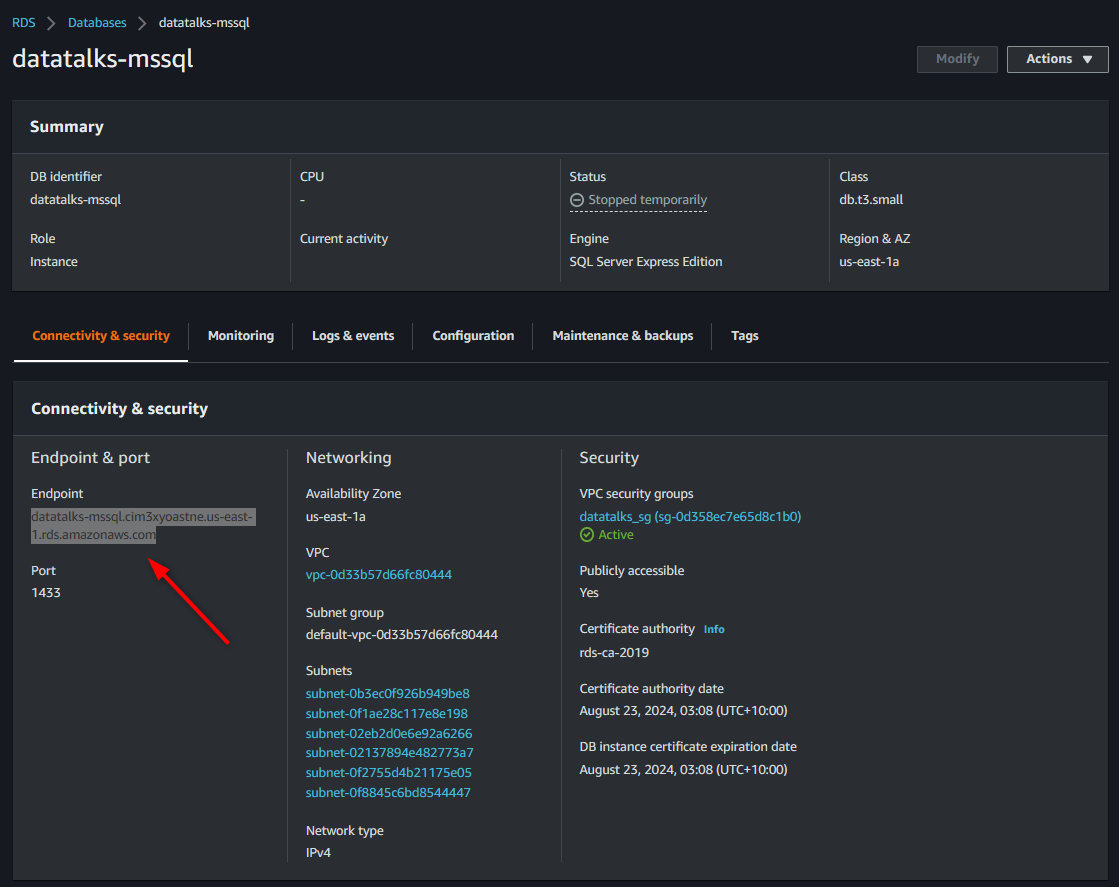 RDS > Databases > datatalks-mssql
datatalks-mssql
Modify
Actions
Summary
DB identifier
datatalks-mssql
CPU
-
Status
Stopped temporarily
Class
db.t3.small
Role
Instance
Current activity
Engine
SQL Server Express Edition
Region & AZ
us-east-1a
Connectivity & security
Monitoring
Logs & events
Configuration
Maintenance & backups
Tags
Connectivity & security
Endpoint & port
Endpoint
datatalks-mssql.cim3xyoastne.us-east-
1.rds.amazonaws.com
Port
1433
Networking
Availability Zone
us-east-1a
VPC
vpc-0d33b57d66fc80444
Subnet group
default-vpc-0d33b57d66fc80444
Subnets
subnet-0b3ec0f926b949be8
subnet-0f1ae28c117e8e198
subnet-02eb2d0e6e92a6266
subnet-02137894e482773a7
subnet-0f2755d4b21175e05
subnet-0f8845c6bd8544447
Network type
IPv4
Security
VPC security groups
datatalks_sg (sg-0d358ec7e65d8c1b0)
Active
Publicly accessible
Yes
Certificate authority Info
rds-ca-2019
Certificate authority date
August 23, 2024, 03:08 (UTC+10:00)
DB instance certificate expiration date
August 23, 2024, 03:08 (UTC+10:00)